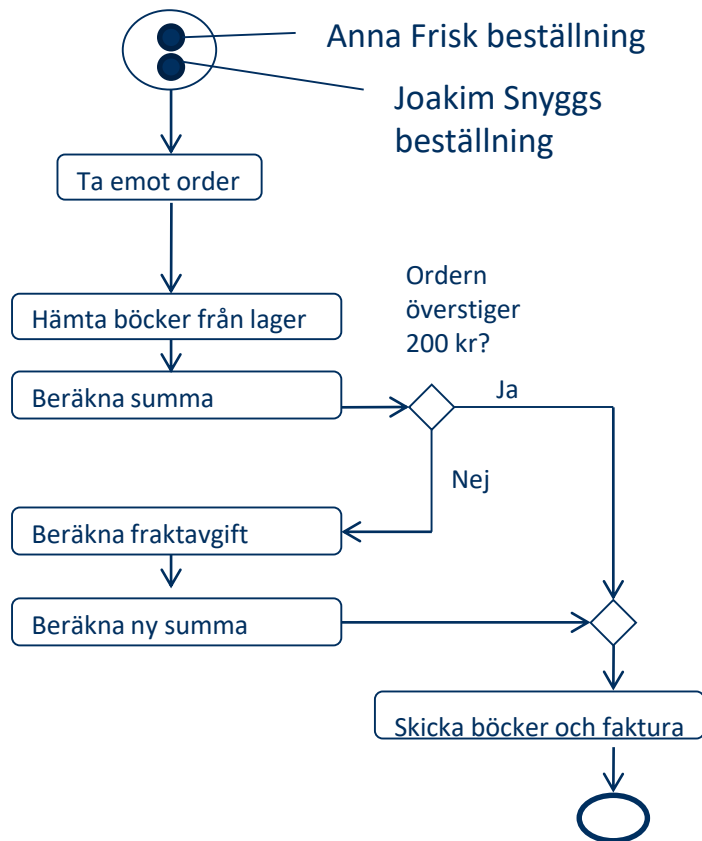 Anna Frisk beställning
Joakim Snyggs
beställning
Ta emot order
Ordern
överstiger
200 kr?
Hämta böcker från lager
Beräkna summa
Ja
Nej
Beräkna fraktavgift
Beräkna ny summa
Skicka böcker och faktura